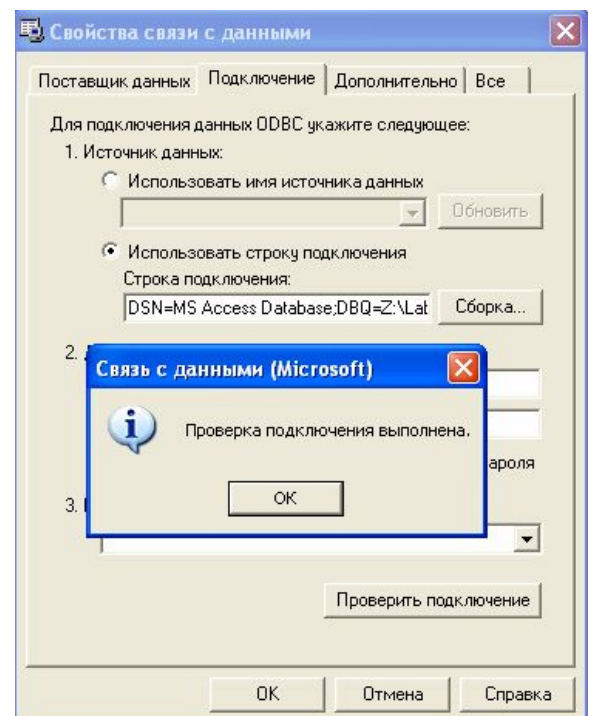 Свойства связи с данными
Поставщик данных Подключение Дополнительно Все
Для подключения данных ODBC укажите следующее:
1. Источник данных:
Использовать имя источника данных
Обновить
Использовать строку подключения
Строка подключения:
DSN=MS Access Database;DBQ=Z:\Lab Сборка...
2.
Связь с данными (Microsoft)
Проверка подключения выполнена.
ароля
OK
3.
Проверить подключение
OK Отмена Справка